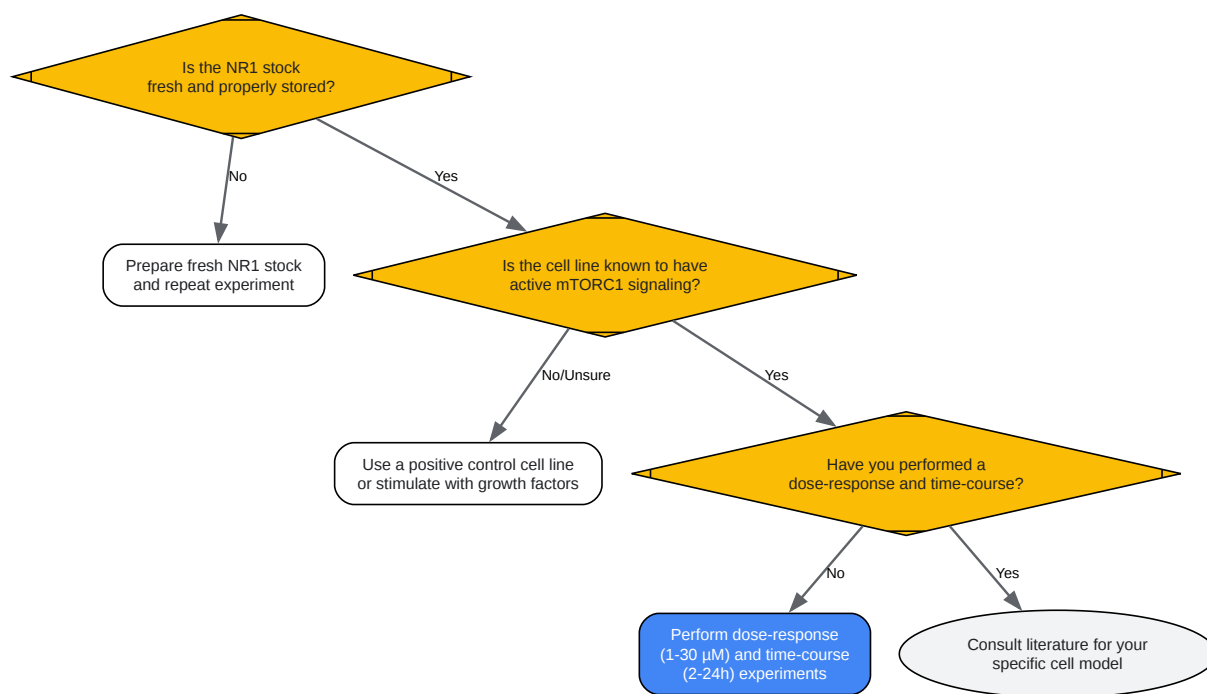 Is the NR1 stock
fresh and properly stored?
No
Yes
Prepare fresh NR1 stock
and repeat experiment
Is the cell line known to have
active mTORC1 signaling?
No/Unsure
Yes
Use a positive control cell line
or stimulate with growth factors
Have you performed a
dose-response and time-course?
No
Yes
Perform dose-response
(1-30 µM) and time-course
(2-24h) experiments
Consult literature for your
specific cell model